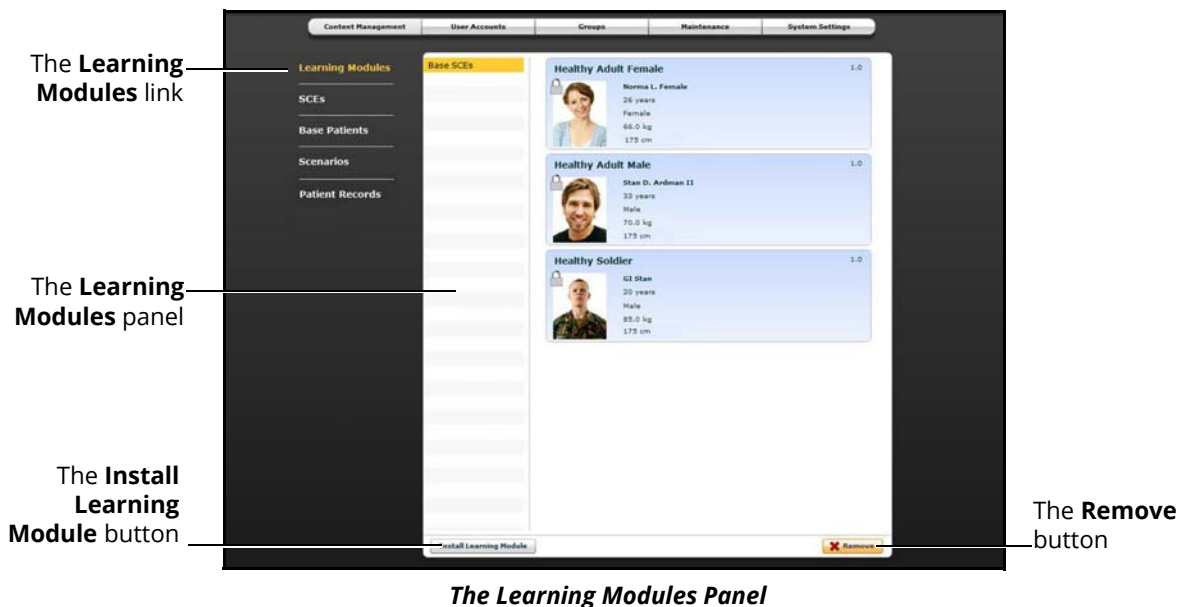 Content Management User Accounts Groups Maintenance System Settings
The Learning
Modules link
Learning Modules
SCEs
Base Patients
Scenarios
Patient Records
Base SCEs
Healthy Adult Female 1.0
Norma L. Female
26 years
Female
66.0 kg
175 cm
Healthy Adult Male 1.0
Stan D. Ardman II
33 years
Male
70.0 kg
175 cm
Healthy Soldier 1.0
GI Stan
20 years
Male
85.0 kg
175 cm
The Learning
Modules panel
The Install
Learning
Module button
Install Learning Module
Remove
The Remove
button
The Learning Modules Panel